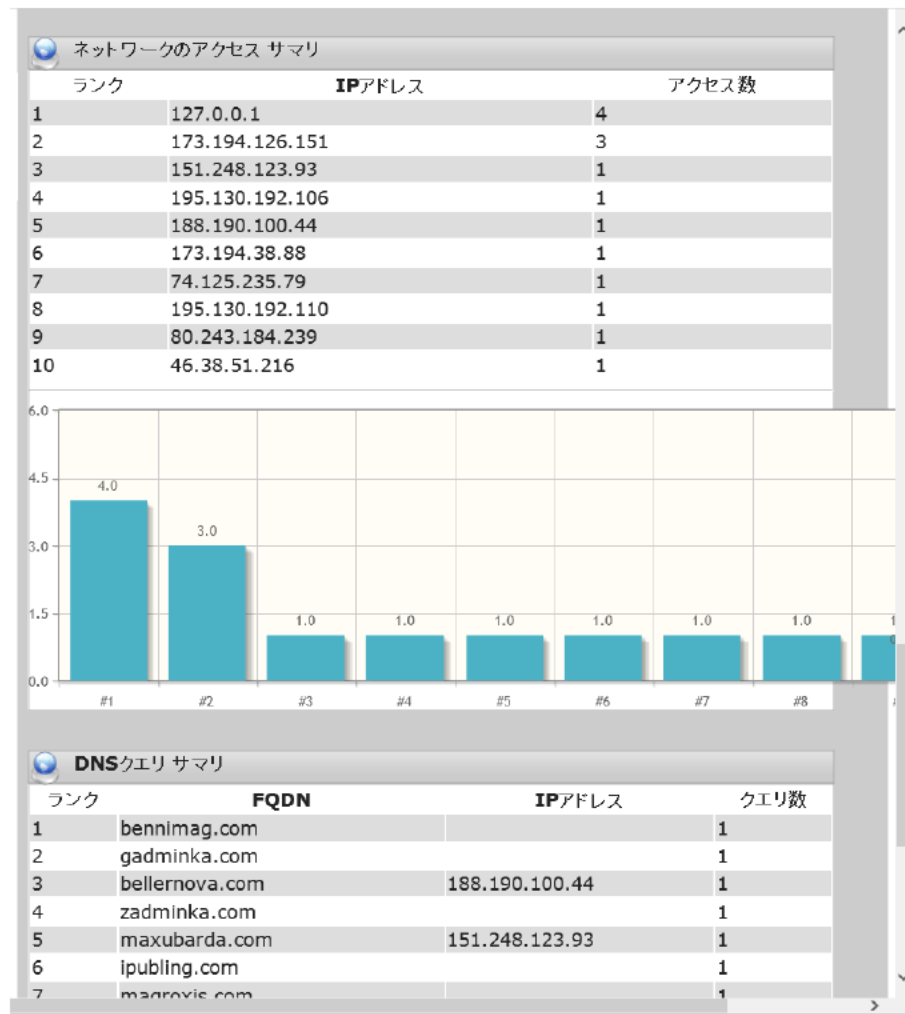 ネットワークのアクセス サマリ
ランク IPアドレス アクセス数
1 127.0.0.1 4
2 173.194.126.151 3
3 151.248.123.93 1
4 195.130.192.106 1
5 188.190.100.44 1
6 173.194.38.88 1
7 74.125.235.79 1
8 195.130.192.110 1
9 80.243.184.239 1
10 46.38.51.216 1
6.0
4.5
3.0
1.5
0.0
4.0 3.0 1.0 1.0 1.0 1.0 1.0 1.0
#1 #2 #3 #4 #5 #6 #7 #8
DNSクエリ サマリ
ランク FQDN IPアドレス クエリ数
1 bennimag.com 1
2 gadminka.com 1
3 bellernova.com 188.190.100.44 1
4 zadminka.com 1
5 maxubarda.com 151.248.123.93 1
6 ipubling.com 1
7 magroxis.com 1